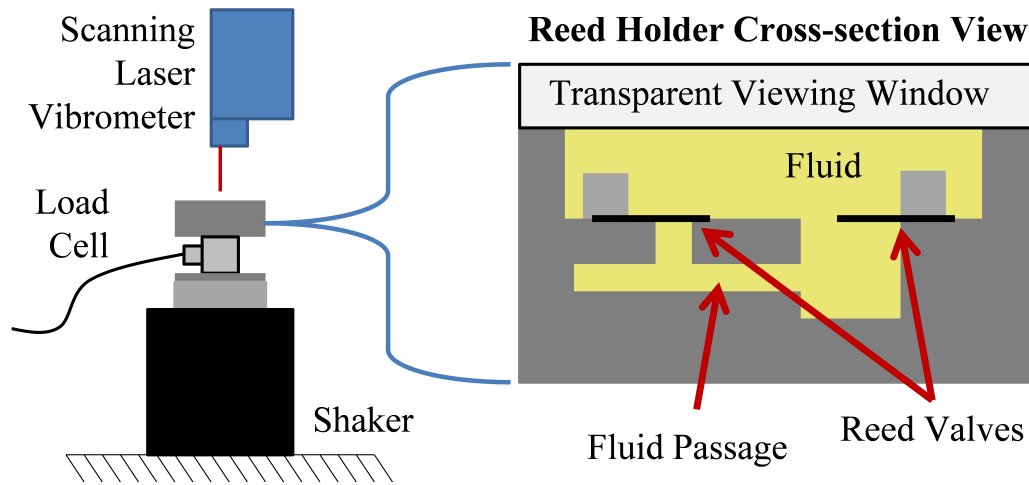 Scanning
Laser
Vibrometer
Load
Cell
Shaker
Reed Holder Cross-section View
Transparent Viewing Window
Fluid
Fluid Passage
Reed Valves